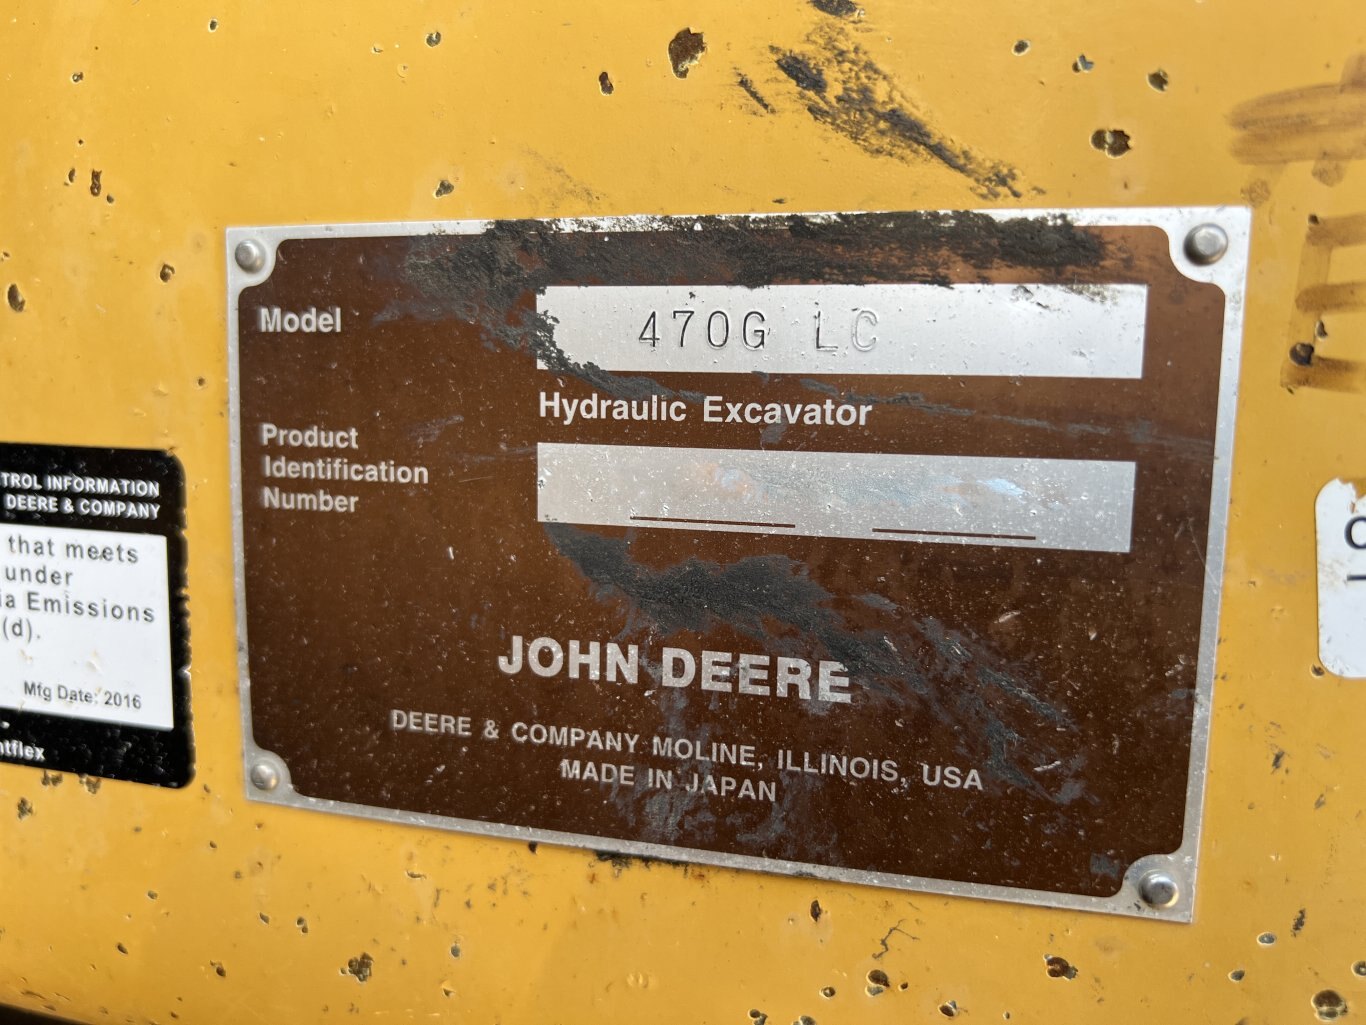 Model
470G LC
Hydraulic Excavator
Product
Identification
Number
JOHN DEERE
DEERE & COMPANY MOLINE, ILLINOIS, USA
MADE IN JAPAN
TROL INFORMATION
DEERE & COMPANY
that meets
under
ia Emissions
(d).
Mfg Date: 2016
ntflex